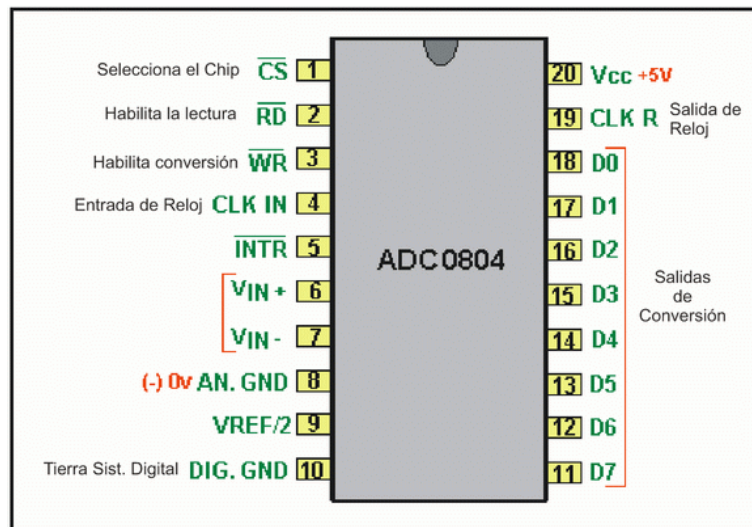 Selecciona el Chip CS 1
Habilita la lectura RD 2
Habilita conversión WR 3
Entrada de Reloj CLK IN 4
INTR 5
VIN + 6
VIN - 7
(-) 0v AN. GND 8
VREF/2 9
Tierra Sist. Digital DIG. GND 10
ADC0804
20 Vcc +5V
19 CLK R Salida de
Reloj
18 D0
17 D1
16 D2
15 D3
14 D4
13 D5
12 D6
11 D7
Salidas
de
Conversión